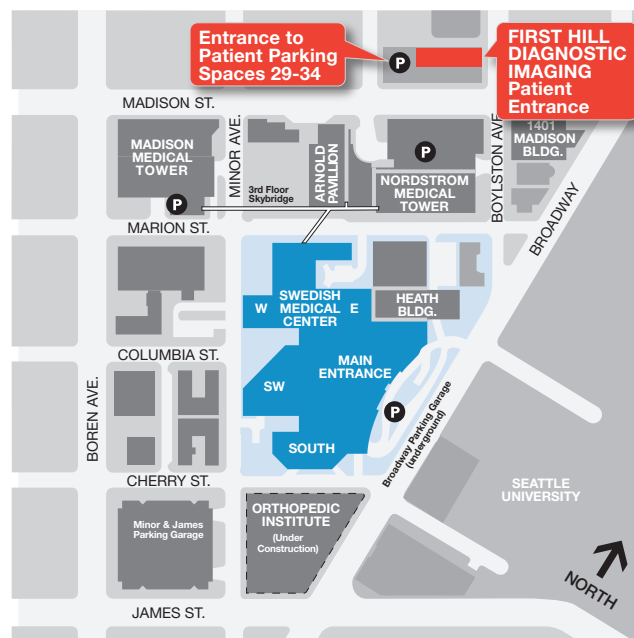 Entrance to
Patient Parking
Spaces 29-34
P
FIRST HILL
DIAGNOSTIC
IMAGING
Patient
Entrance
MADISON ST.
MINOR AVE.
BOYLSTON AVE.
1401
MADISON
BLDG.
MADISON
MEDICAL
TOWER
P
3rd Floor
Skybridge
ARNOLD
PAVILION
P
NORDSTROM
MEDICAL
TOWER
BROADWAY
MARION ST.
W
SWEDISH
MEDICAL
CENTER
E
HEATH
BLDG.
COLUMBIA ST.
MAIN
ENTRANCE
SW
BOREN AVE.
P
Broadway Parking Garage
(underground)
SOUTH
CHERRY ST.
SEATTLE
UNIVERSITY
Minor & James
Parking Garage
ORTHOPEDIC
INSTITUTE
(Under
Construction)
NORTH
JAMES ST.